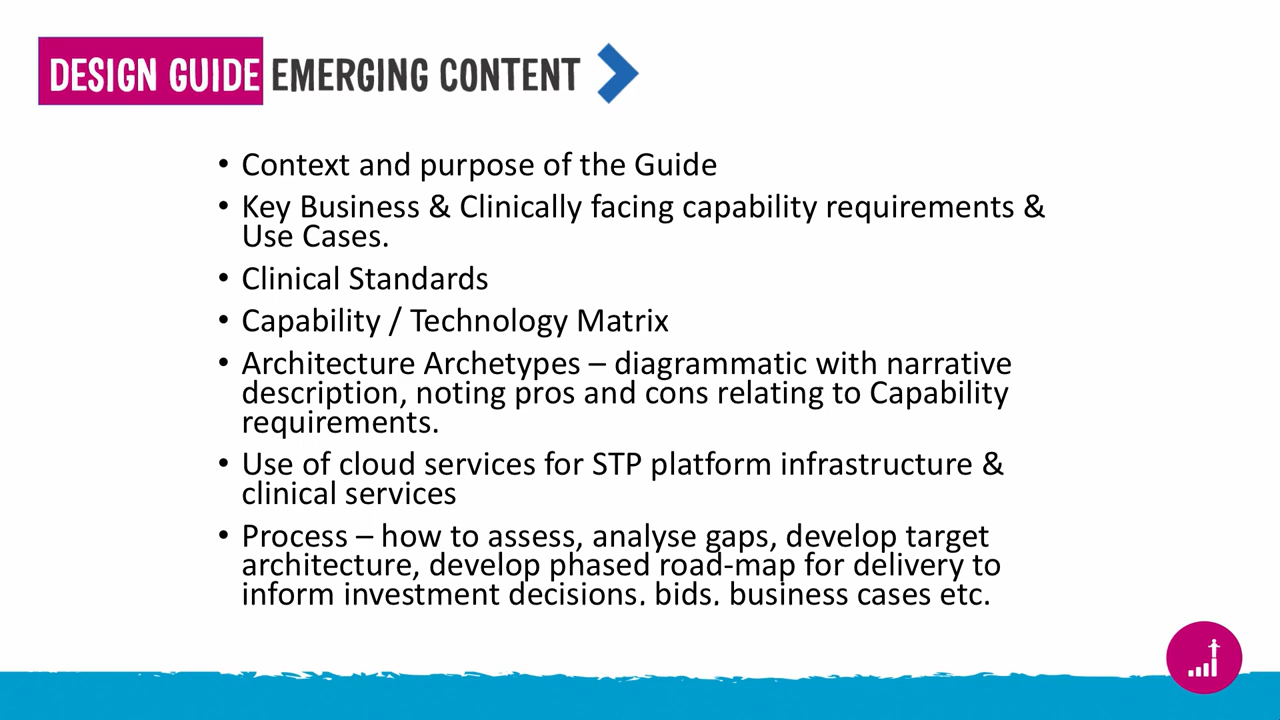 DESIGN GUIDE EMERGING CONTENT
• Context and purpose of the Guide
• Key Business & Clinically facing capability requirements &
Use Cases.
• Clinical Standards
• Capability / Technology Matrix
• Architecture Archetypes – diagrammatic with narrative
description, noting pros and cons relating to Capability
requirements.
• Use of cloud services for STP platform infrastructure &
clinical services
• Process – how to assess, analyse gaps, develop target
architecture, develop phased road-map for delivery to
inform investment decisions, bids, business cases etc.